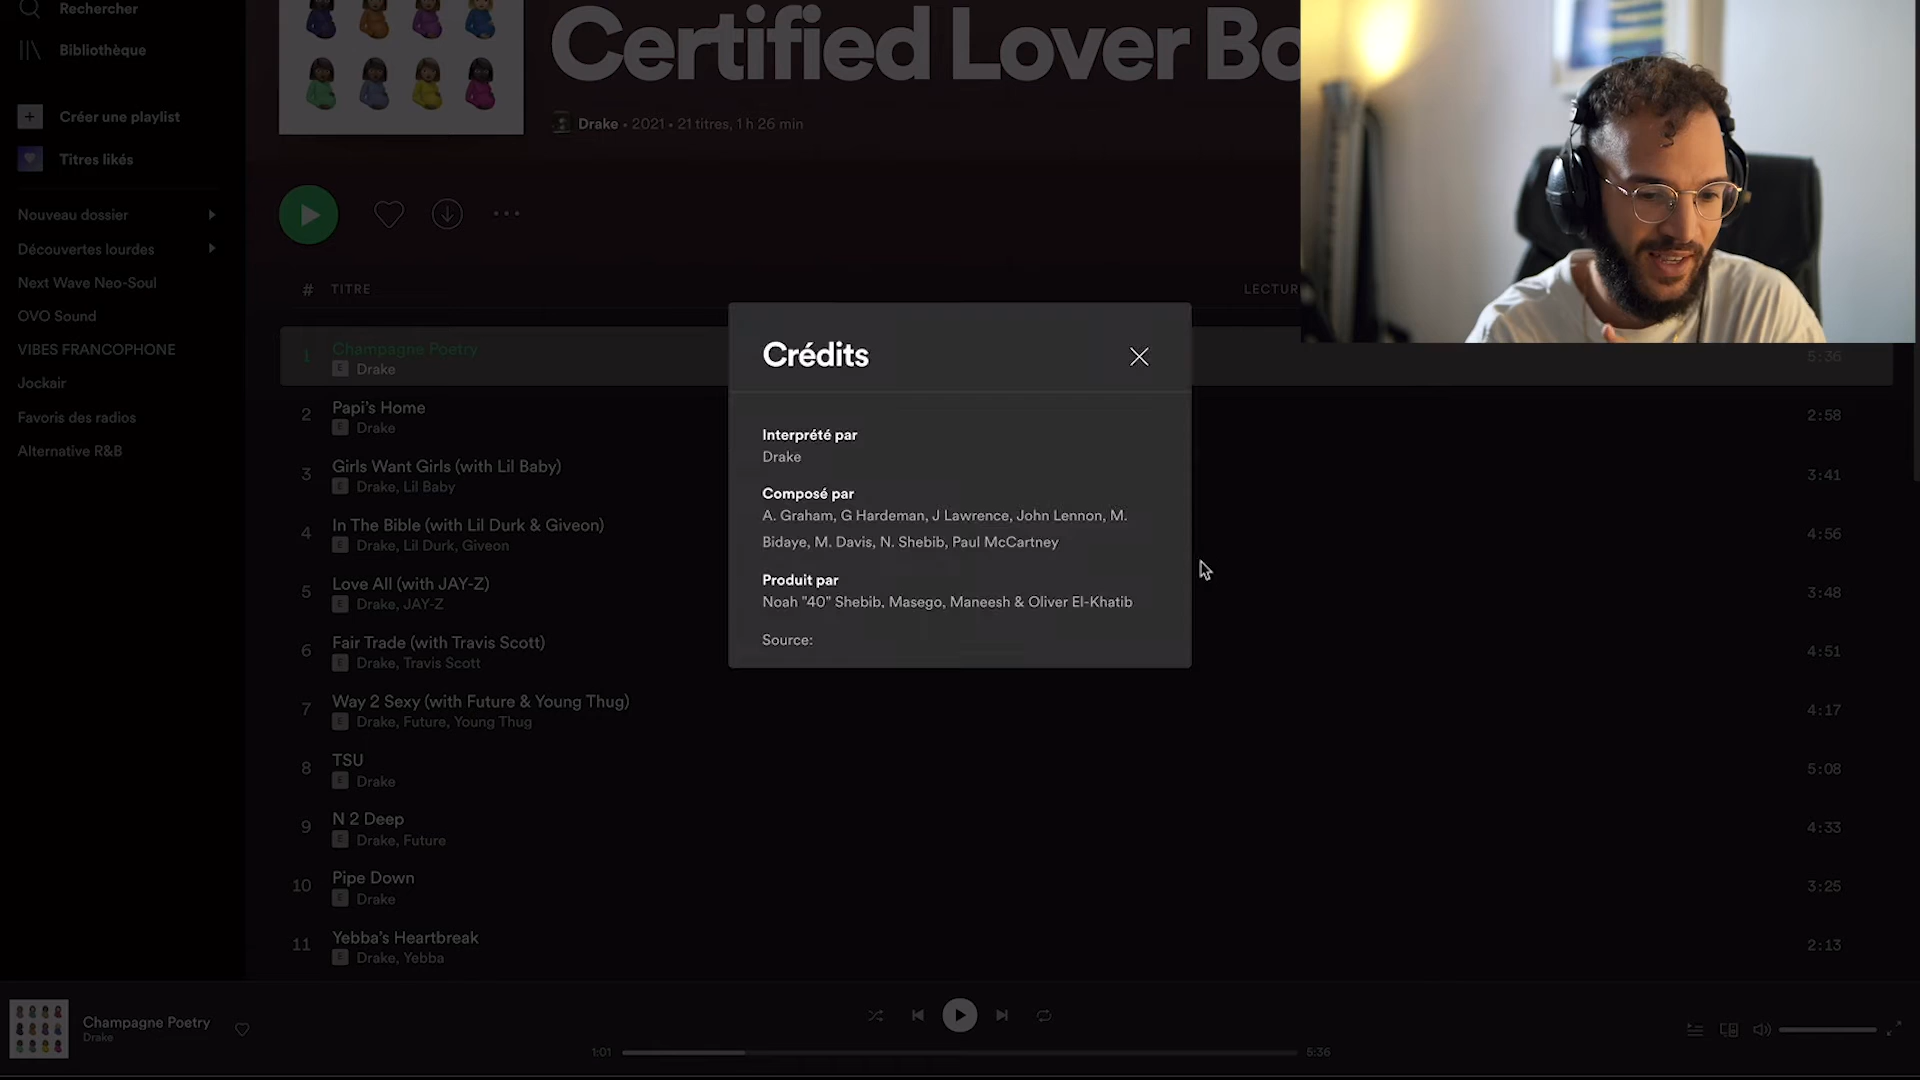 Rechercher
Bibliothèque
Créer une playlist
Titres likés
Nouveau dossier
Découvertes lourdes
Next Wave Neo-Soul
OVO Sound
VIBES FRANCOPHONE
Jockair
Favoris des radios
Alternative R&B
Certified Lover Bo
Drake • 2021 • 21 titres, 1 h 26 min
# TITRE LECTUR
1 Champagne Poetry 5:36
E Drake
2 Papi's Home 2:58
E Drake
3 Girls Want Girls (with Lil Baby) 3:41
E Drake, Lil Baby
4 In The Bible (with Lil Durk & Giveon) 4:56
E Drake, Lil Durk, Giveon
5 Love All (with JAY-Z) 3:48
E Drake, JAY-Z
6 Fair Trade (with Travis Scott) 4:51
E Drake, Travis Scott
7 Way 2 Sexy (with Future & Young Thug) 4:17
E Drake, Future, Young Thug
8 TSU 5:08
E Drake
9 N 2 Deep 4:33
E Drake, Future
10 Pipe Down 3:25
E Drake
11 Yebba's Heartbreak 2:13
E Drake, Yebba
Crédits
Interprété par
Drake
Composé par
A. Graham, G Hardeman, J Lawrence, John Lennon, M.
Bidaye, M. Davis, N. Shebib, Paul McCartney
Produit par
Noah "40" Shebib, Masego, Maneesh & Oliver El-Khatib
Source:
Champagne Poetry
Drake
1:01 5:36